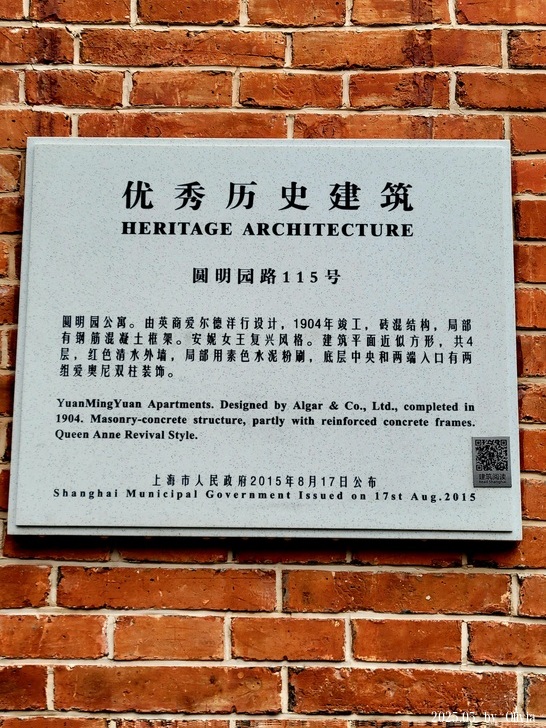 优秀历史建筑
HERITAGE ARCHITECTURE
圆明园路115号
圆明园公寓。由英商爱尔德洋行设计，1904年竣工，砖混结构，局部
有钢筋混凝土框架。安妮女王复兴风格。建筑平面近似方形，共4
层，红色清水外墙，局部用素色水泥粉刷，底层中央和两端入口有两
组爱奥尼双柱装饰。
YuanMingYuan Apartments. Designed by Algar & Co., Ltd., completed in
1904. Masonry-concrete structure, partly with reinforced concrete frames.
Queen Anne Revival Style.
建筑阅读
上海市人民政府2015年8月17日公布
Shanghai Municipal Government Issued on 17st Aug.2015
2025.05 by